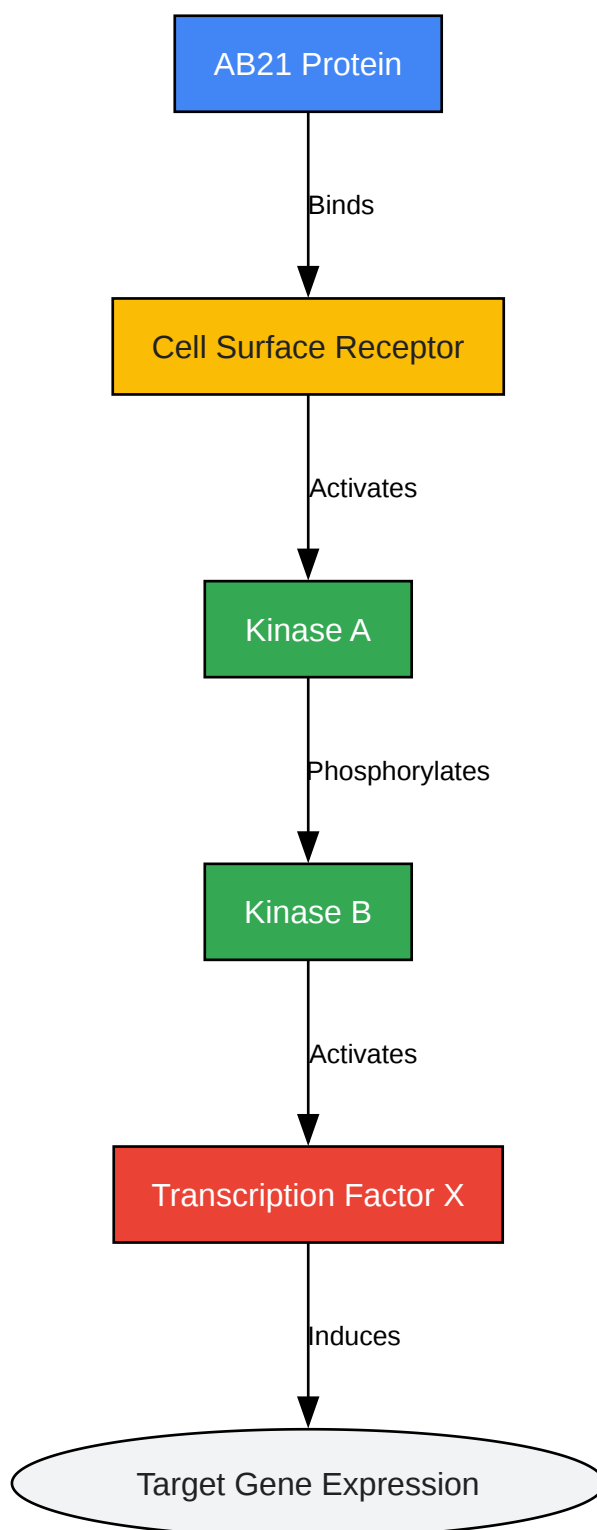 AB21 Protein
Binds
Cell Surface Receptor
Activates
Kinase A
Phosphorylates
Kinase B
Activates
Transcription Factor X
Induces
Target Gene Expression